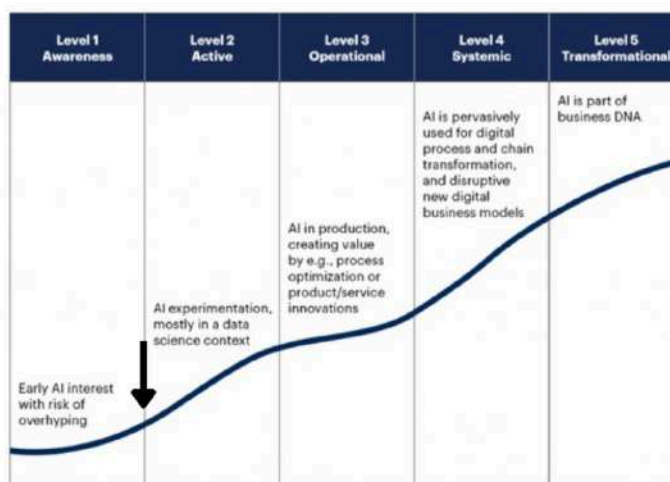 Level 1
Awareness
Level 2
Active
Level 3
Operational
Level 4
Systemic
Level 5
Transformational
Early AI interest
with risk of
overhyping
AI experimentation,
mostly in a data
science context
AI in production,
creating value
by e.g., process
optimization or
product/service
innovations
AI is pervasively
used for digital
process and chain
transformation,
and disruptive
new digital
business models
AI is part of
business DNA